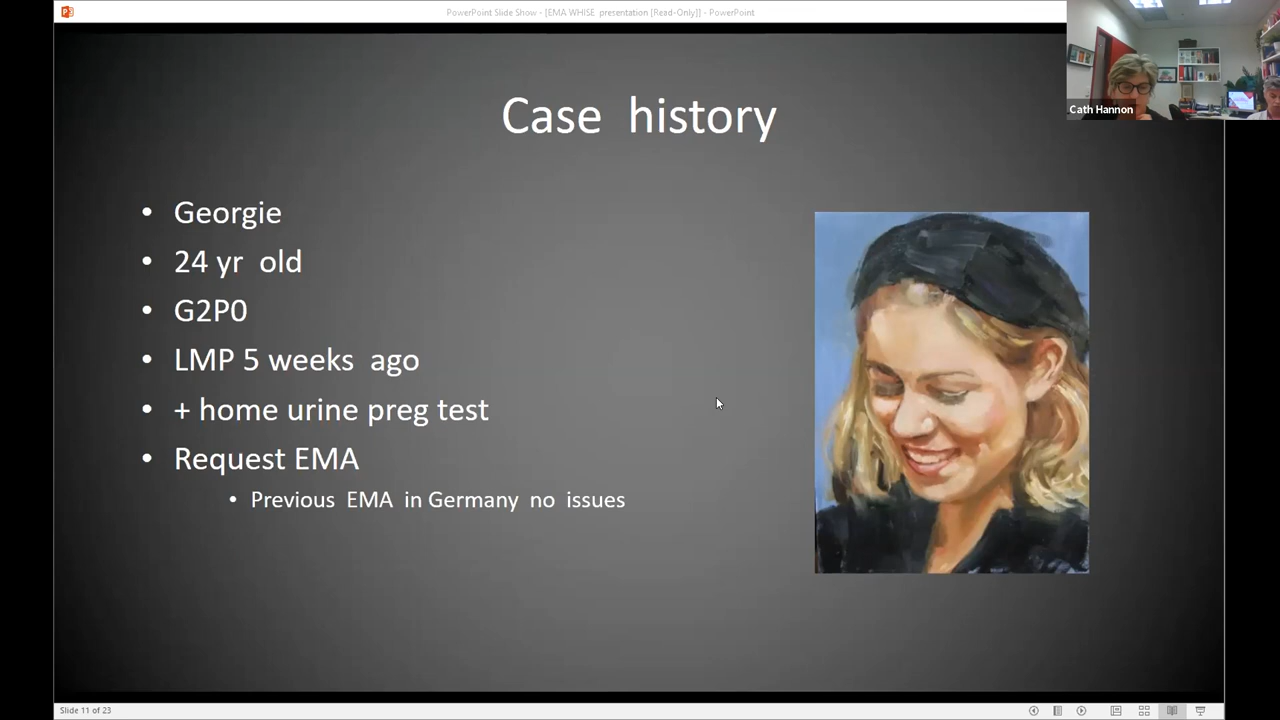 PowerPoint Slide Show - [EMA WHISE presentation [Read-Only]] - PowerPoint
Cath Hannon
Case history
• Georgie
• 24 yr old
• G2P0
• LMP 5 weeks ago
• + home urine preg test
• Request EMA
• Previous EMA in Germany no issues
Slide 11 of 23